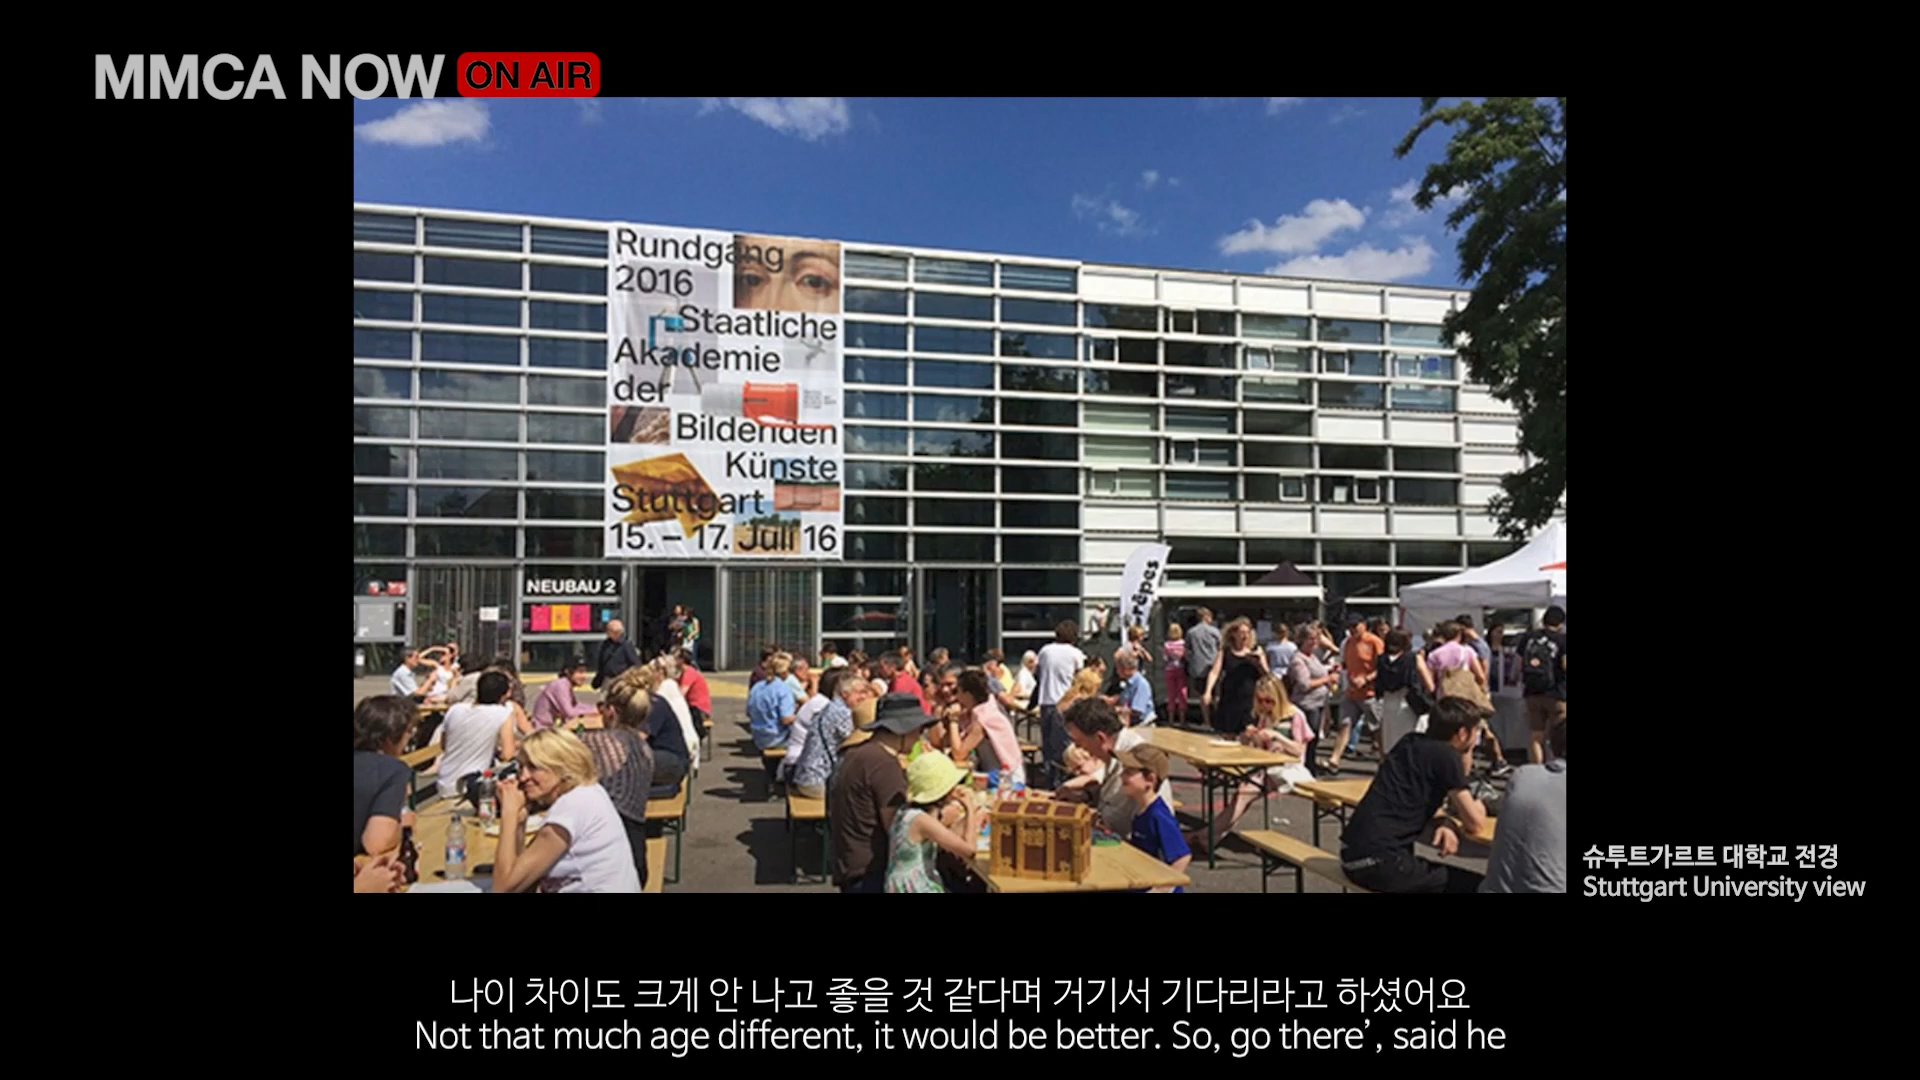 MMCA NOW ON AIR
Rundgang
2016
Staatliche
Akademie
der
Bildenden
Künste
Stuttgart
15. – 17. Juli 16
NEUBAU 2
rêpes
슈투트가르트 대학교 전경
Stuttgart University view
나이 차이도 크게 안 나고 좋을 것 같다며 거기서 기다리라고 하셨어요
Not that much age different, it would be better. So, go there’, said he